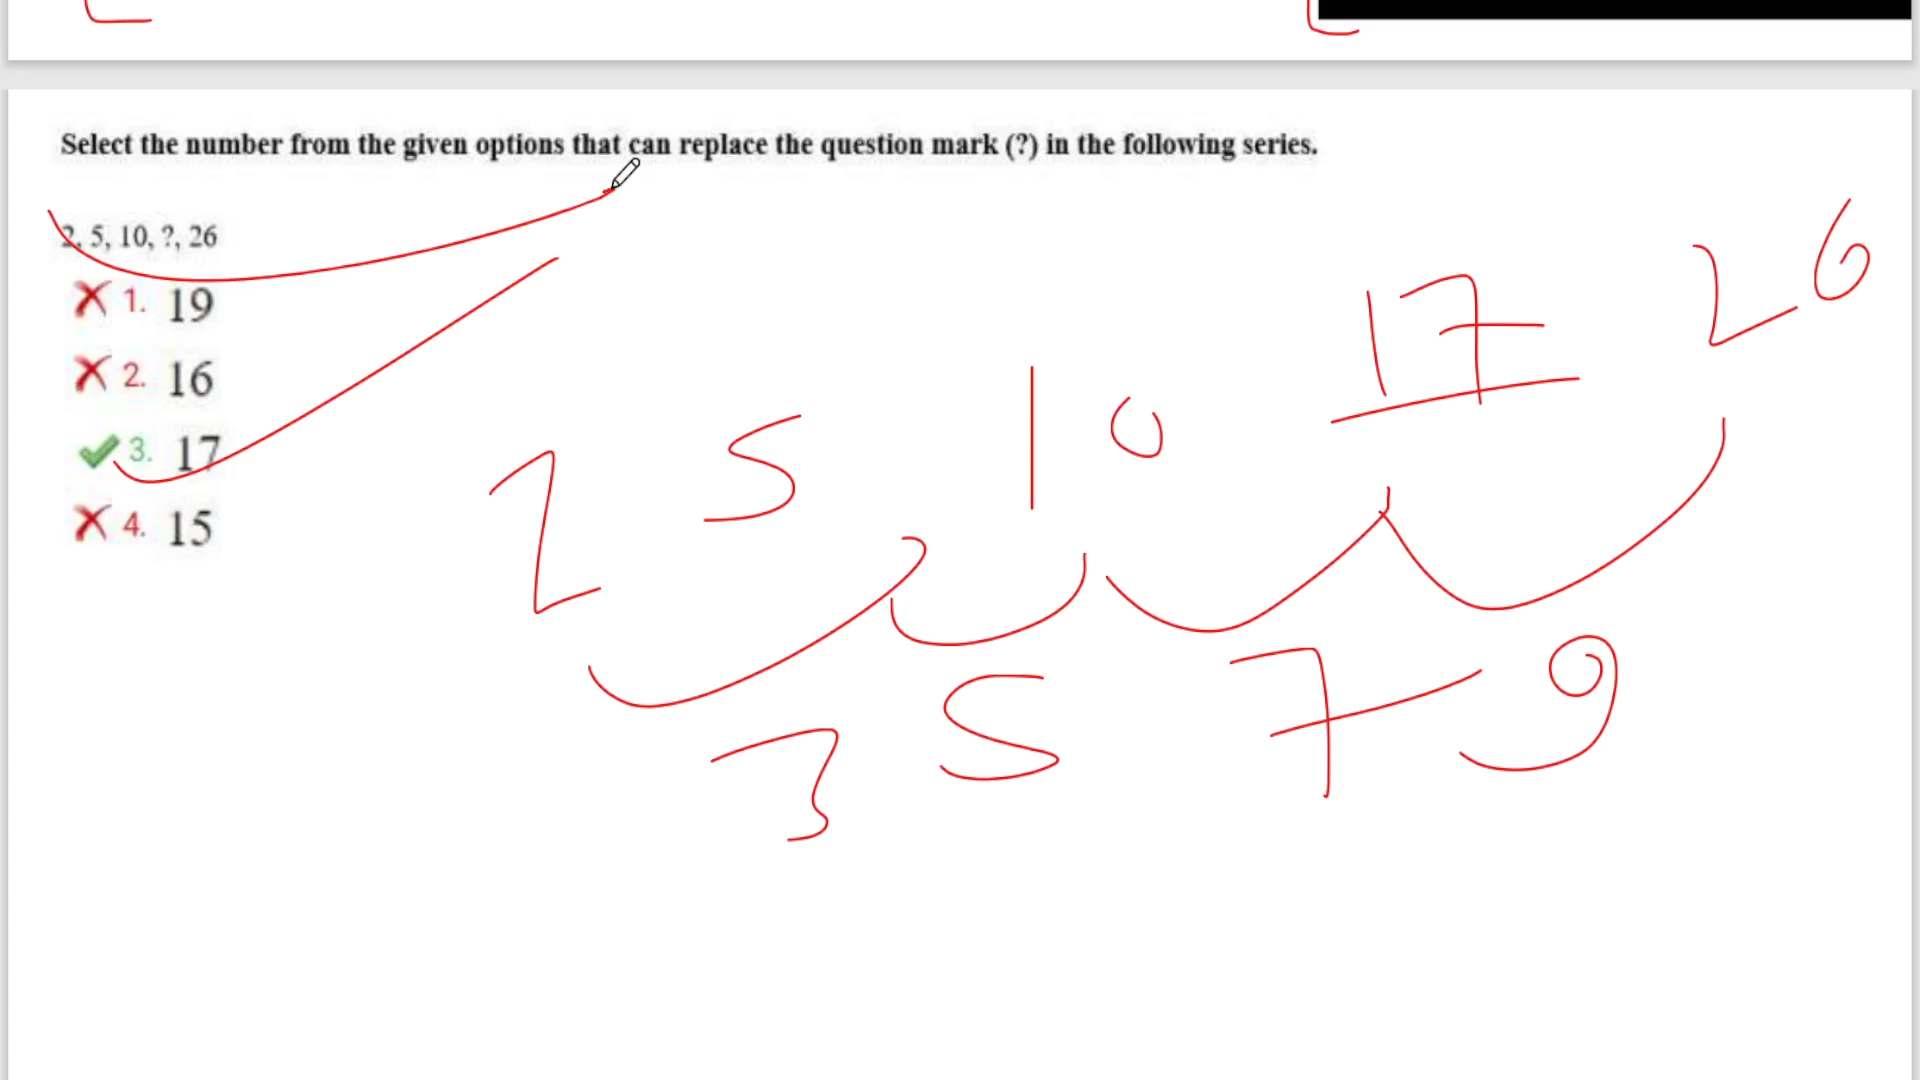 Select the number from the given options that can replace the question mark (?) in the following series.
2, 5, 10, ?, 26
1. 19
2. 16
3. 17
4. 15
2 5 10 17 26
3 5 7 9